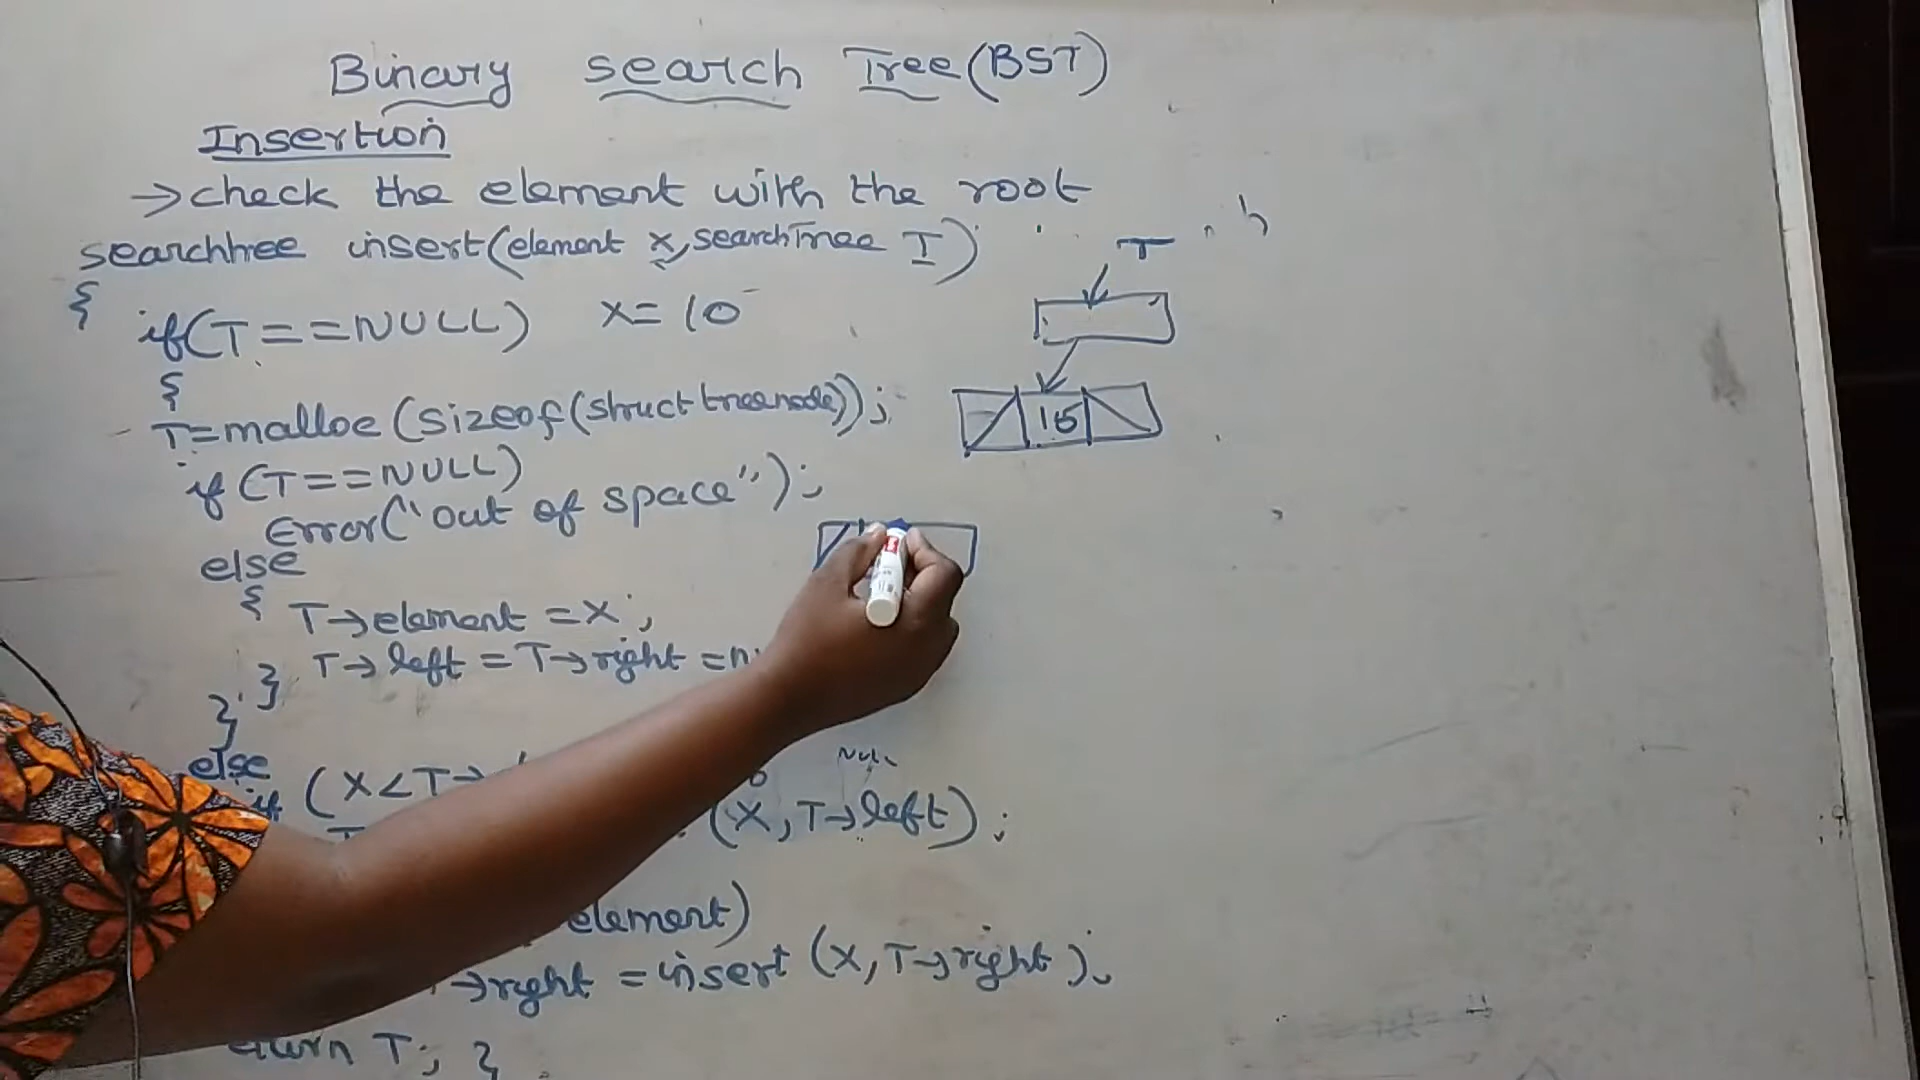 Binary search Tree (BST)
Insertion
→ check the element with the root
searchtree insert(element x, searchTree T)
T
{
if(T==NULL) x=10
{
T=malloc(sizeof(struct treenode));
15
if(T==NULL)
Error("out of space");
else
{ T→element = x;
T→left = T→right =
}
}
else
if (x<T→
NULL
(x, T→left);
element)
→right = insert (x, T→right);
T; }